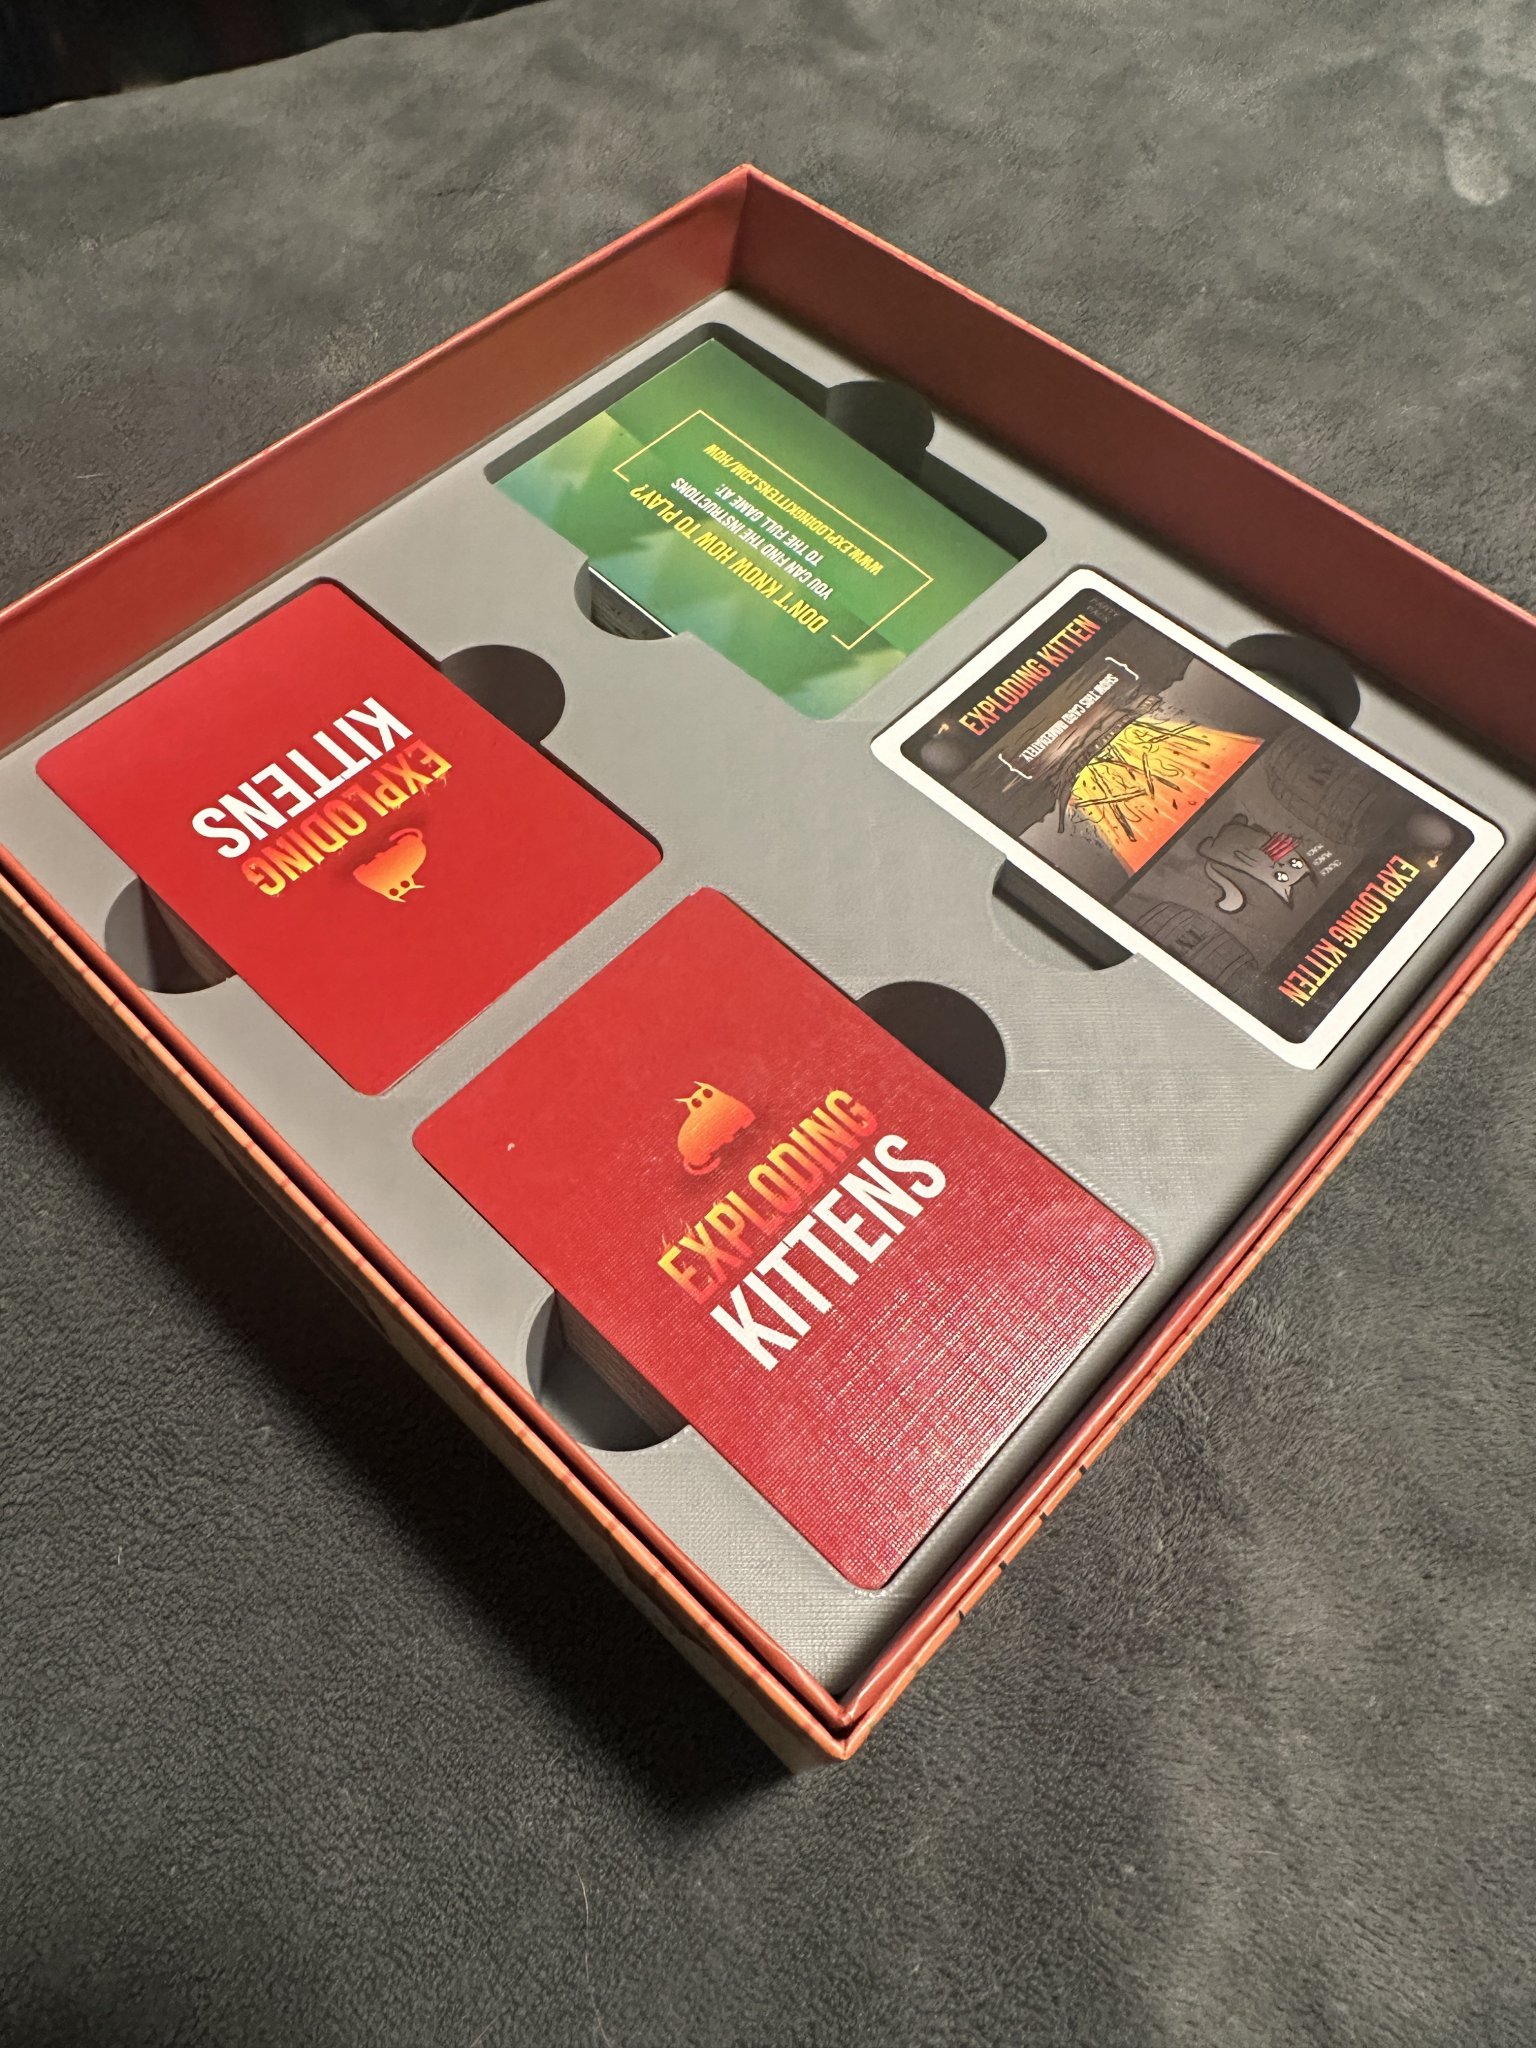 DON'T KNOW HOW TO PLAY?
YOU CAN FIND THE INSTRUCTIONS
TO THE FULL GAME AT:
WWW.EXPLODINGKITTENS.COM/HOW
EXPLODING KITTEN
SHOW THIS CARD IMMEDIATELY.
EXPLODING KITTEN
EXPLODING
KITTENS
EXPLODING
KITTENS